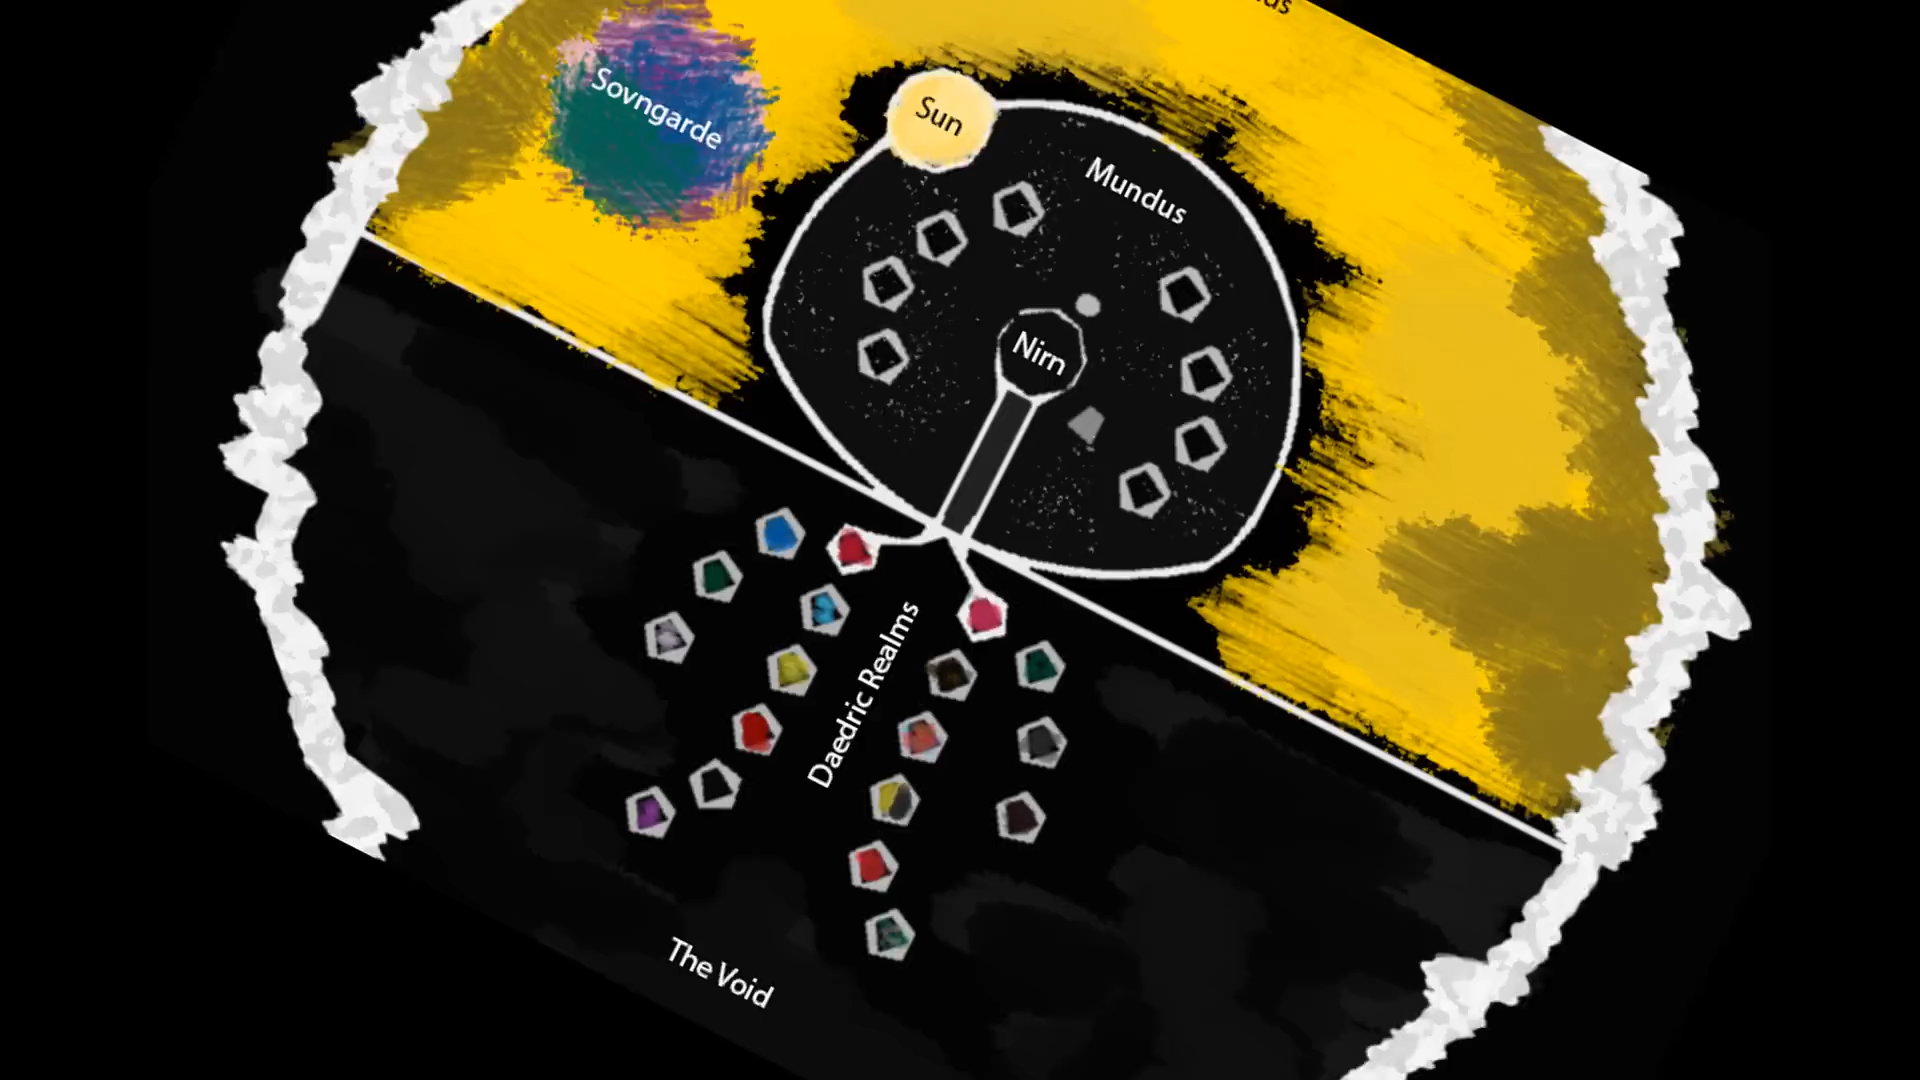 Sovngarde
Sun
Mundus
Nirn
Daedric Realms
The Void